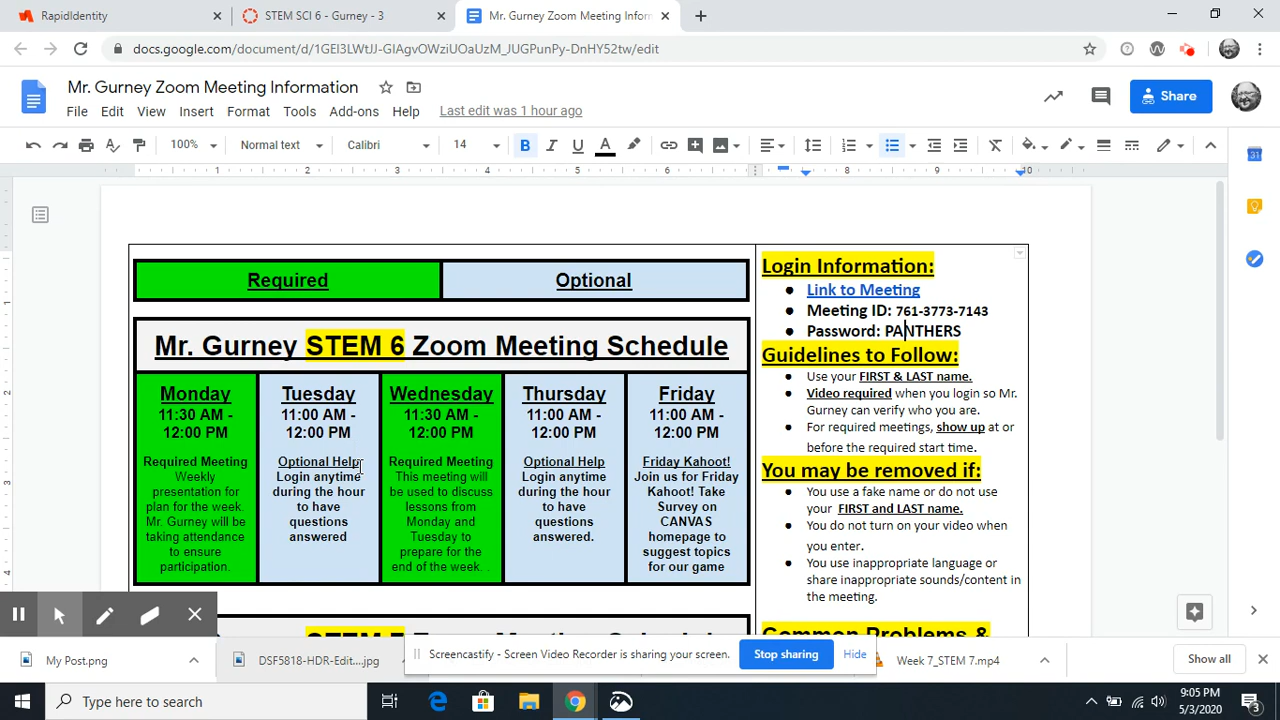 RapidIdentity
STEM SCI 6 - Gurney - 3
Mr. Gurney Zoom Meeting Inform
docs.google.com/document/d/1GEl3LWtJJ-GIAgvOWziUOaUzM_JUGPunPy-DnHY52tw/edit
Mr. Gurney Zoom Meeting Information
File Edit View Insert Format Tools Add-ons Help Last edit was 1 hour ago
Share
100% Normal text Calibri 14
1 2 3 4 5 6 8 9 10
Required Optional
Mr. Gurney STEM 6 Zoom Meeting Schedule
Monday
11:30 AM -
12:00 PM
Required Meeting
Weekly
presentation for
plan for the week.
Mr. Gurney will be
taking attendance
to ensure
participation.
Tuesday
11:00 AM -
12:00 PM
Optional Help
Login anytime
during the hour
to have
questions
answered
Wednesday
11:30 AM -
12:00 PM
Required Meeting
This meeting will
be used to discuss
lessons from
Monday and
Tuesday to
prepare for the
end of the week. .
Thursday
11:00 AM -
12:00 PM
Optional Help
Login anytime
during the hour
to have
questions
answered.
Friday
11:00 AM -
12:00 PM
Friday Kahoot!
Join us for Friday
Kahoot! Take
Survey on
CANVAS
homepage to
suggest topics
for our game
Login Information:
● Link to Meeting
● Meeting ID: 761-3773-7143
● Password: PANTHERS
Guidelines to Follow:
● Use your FIRST & LAST name.
● Video required when you login so Mr.
Gurney can verify who you are.
● For required meetings, show up at or
before the required start time.
You may be removed if:
● You use a fake name or do not use
your FIRST and LAST name.
● You do not turn on your video when
you enter.
● You use inappropriate language or
share inappropriate sounds/content in
the meeting.
Common Problems &
Zoom Meeting Schedule
Screencastify - Screen Video Recorder is sharing your screen.
Stop sharing
Hide
My Post.png
DSF5818-HDR-Edit....jpg
Week 7_STEM 7.mp4
Show all
Type here to search
9:05 PM
5/3/2020
3